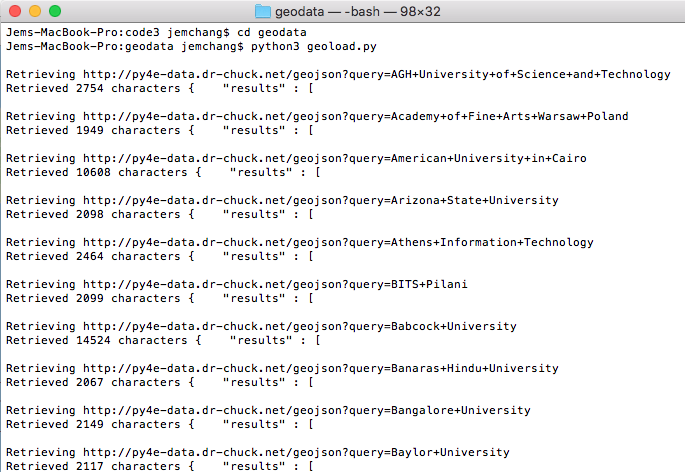 geodata — -bash — 98×32
Jems-MacBook-Pro:code3 jemchang$ cd geodata
Jems-MacBook-Pro:geodata jemchang$ python3 geoload.py
Retrieving http://py4e-data.dr-chuck.net/geojson?query=AGH+University+of+Science+and+Technology
Retrieved 2754 characters {    "results" : [
Retrieving http://py4e-data.dr-chuck.net/geojson?query=Academy+of+Fine+Arts+Warsaw+Poland
Retrieved 1949 characters {    "results" : [
Retrieving http://py4e-data.dr-chuck.net/geojson?query=American+University+in+Cairo
Retrieved 10608 characters {    "results" : [
Retrieving http://py4e-data.dr-chuck.net/geojson?query=Arizona+State+University
Retrieved 2098 characters {    "results" : [
Retrieving http://py4e-data.dr-chuck.net/geojson?query=Athens+Information+Technology
Retrieved 2464 characters {    "results" : [
Retrieving http://py4e-data.dr-chuck.net/geojson?query=BITS+Pilani
Retrieved 2099 characters {    "results" : [
Retrieving http://py4e-data.dr-chuck.net/geojson?query=Babcock+University
Retrieved 14524 characters {    "results" : [
Retrieving http://py4e-data.dr-chuck.net/geojson?query=Banaras+Hindu+University
Retrieved 2067 characters {    "results" : [
Retrieving http://py4e-data.dr-chuck.net/geojson?query=Bangalore+University
Retrieved 2149 characters {    "results" : [
Retrieving http://py4e-data.dr-chuck.net/geojson?query=Baylor+University
Retrieved 2117 characters {    "results" : [